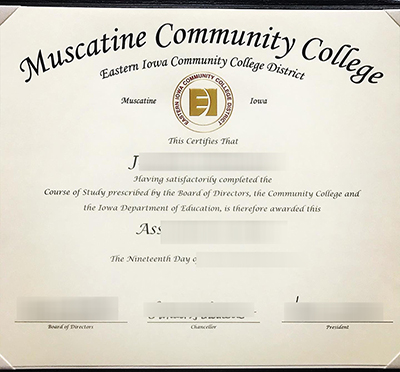 Muscatine Community College
Eastern Iowa Community College District
Muscatine Iowa
EASTERN IOWA COMMUNITY COLLEGE DISTRICT
This Certifies That
J
Having satisfactorily completed the
Course of Study prescribed by the Board of Directors, the Community College and
the Iowa Department of Education, is therefore awarded this
Ass
The Nineteenth Day
Board of Directors Chancellor President